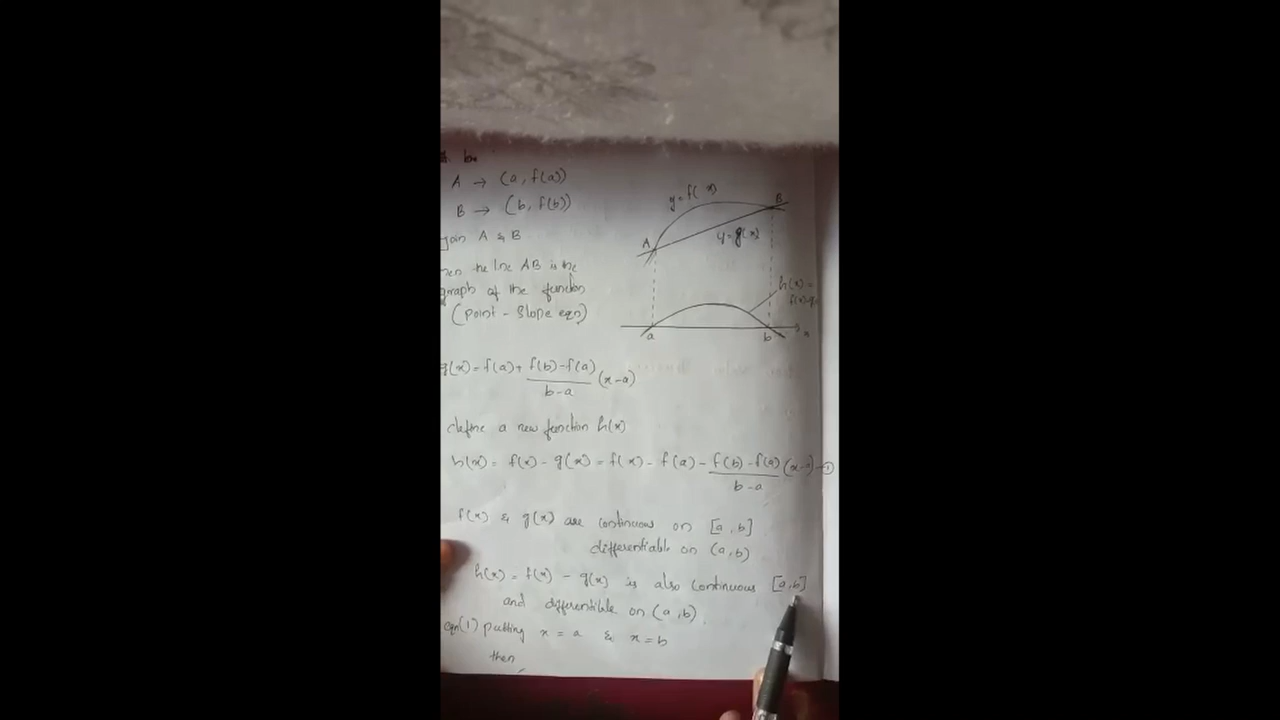 A → (a, f(a))
B → (b, f(b))
join A & B
the line AB is the
graph of the function
(point - slope eqn)
y = f(x)
B
A
y = g(x)
h(x) =
a
b
x
g(x) = f(a) + f(b) - f(a) / b - a (x - a)
define a new function h(x)
h(x) = f(x) - g(x) = f(x) - f(a) - f(b) - f(a) / b - a (x - a) - ①
f(x) & g(x) are continuous on [a, b]
differentiable on (a, b)
h(x) = f(x) - g(x) is also continuous [a, b]
and differentible on (a, b).
eqn(1) putting x = a & x = b
then